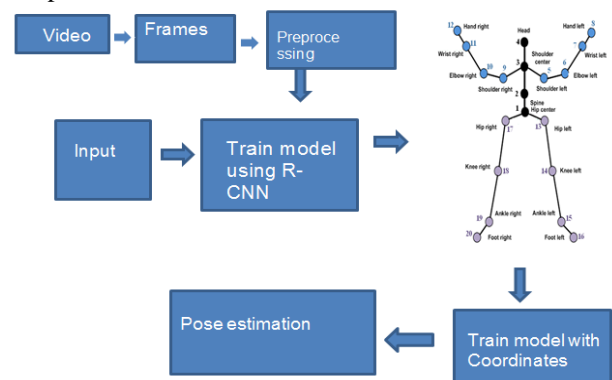 Video
Frames
Preproce
ssing
Input
Train model
using R-
CNN
12
Hand right
11
Wrist right
10
Elbow right
9
Shoulder right
Head
4
3
Shoulder
center
Hand left
8
7
Wrist left
6
Elbow left
5
Shoulder left
2
Spine
1
Hip center
Hip right
17
13
Hip left
Knee right
18
14
Knee left
Ankle right
19
20
Foot right
Ankle left
15
Foot left
16
Pose estimation
Train model with
Coordinates